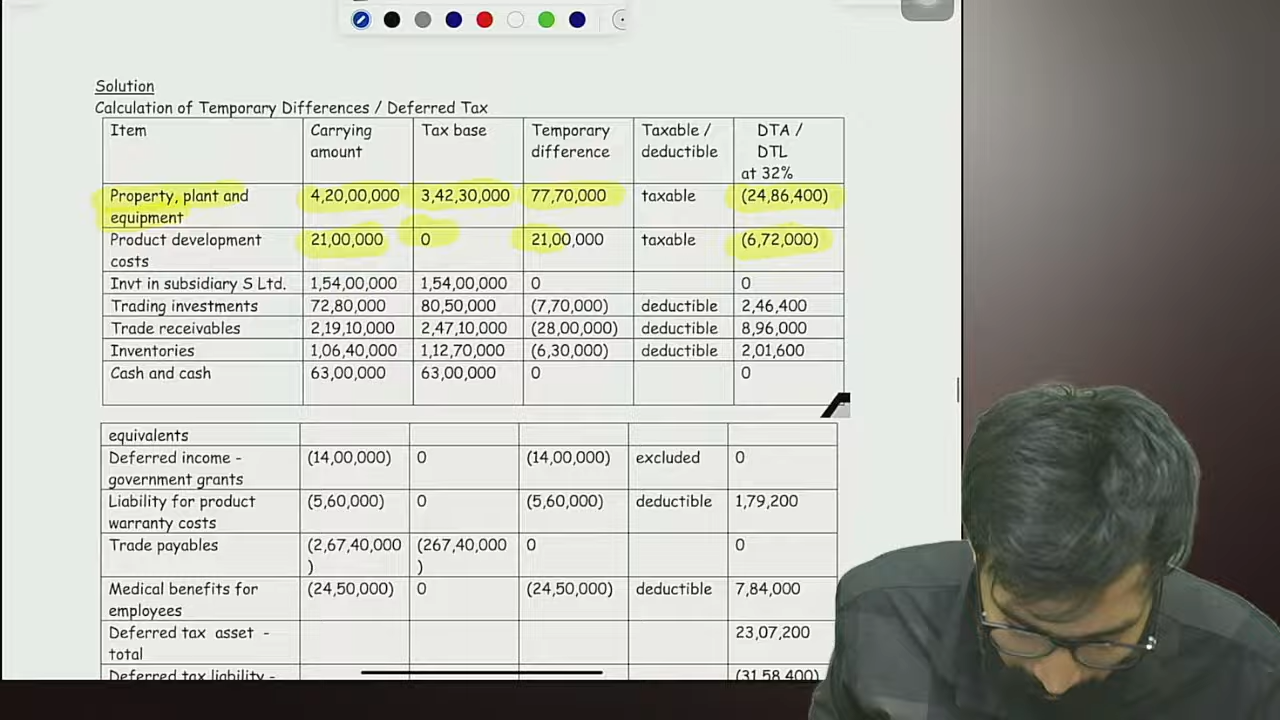 Solution
Calculation of Temporary Differences / Deferred Tax
Item Carrying amount Tax base Temporary difference Taxable / deductible DTA / DTL at 32%
Property, plant and equipment 4,20,00,000 3,42,30,000 77,70,000 taxable (24,86,400)
Product development costs 21,00,000 0 21,00,000 taxable (6,72,000)
Invt in subsidiary S Ltd. 1,54,00,000 1,54,00,000 0 0
Trading investments 72,80,000 80,50,000 (7,70,000) deductible 2,46,400
Trade receivables 2,19,10,000 2,47,10,000 (28,00,000) deductible 8,96,000
Inventories 1,06,40,000 1,12,70,000 (6,30,000) deductible 2,01,600
Cash and cash 63,00,000 63,00,000 0 0
equivalents
Deferred income - government grants (14,00,000) 0 (14,00,000) excluded 0
Liability for product warranty costs (5,60,000) 0 (5,60,000) deductible 1,79,200
Trade payables (2,67,40,000) (267,40,000) 0 0
Medical benefits for employees (24,50,000) 0 (24,50,000) deductible 7,84,000
Deferred tax asset - total 23,07,200
Deferred tax liability - (31,58,400)